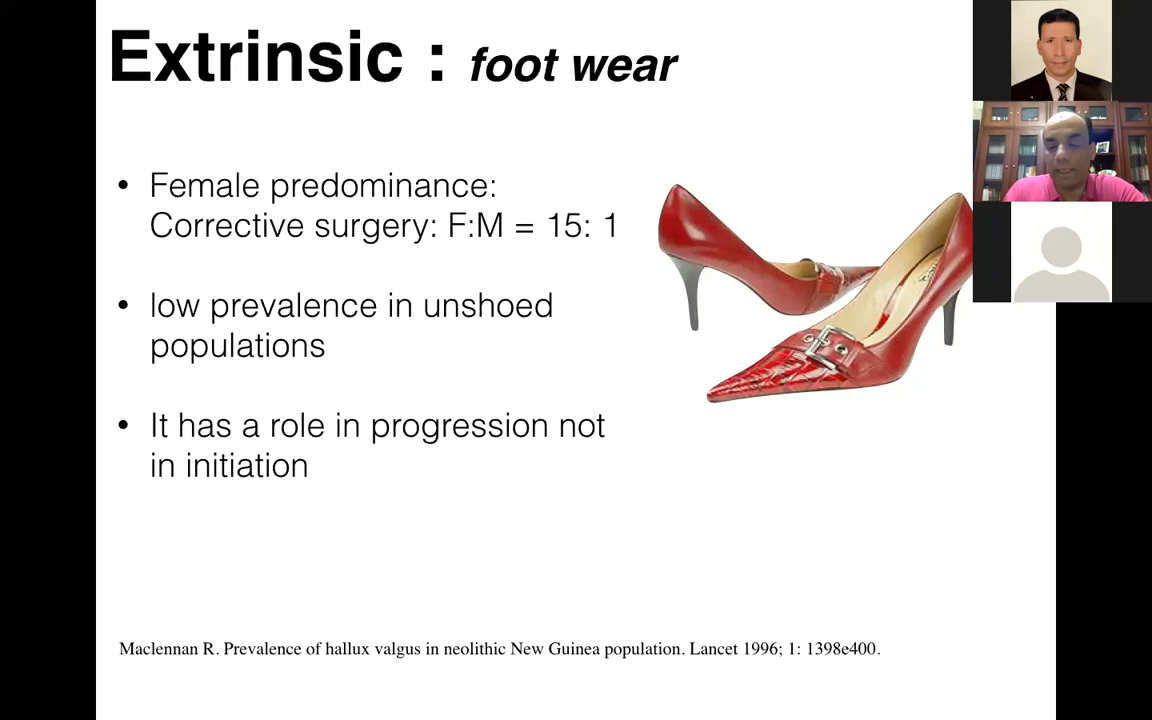 Extrinsic : foot wear
• Female predominance:
Corrective surgery: F:M = 15: 1
• low prevalence in unshoed
populations
• It has a role in progression not
in initiation
Maclennan R. Prevalence of hallux valgus in neolithic New Guinea population. Lancet 1996; 1: 1398e400.